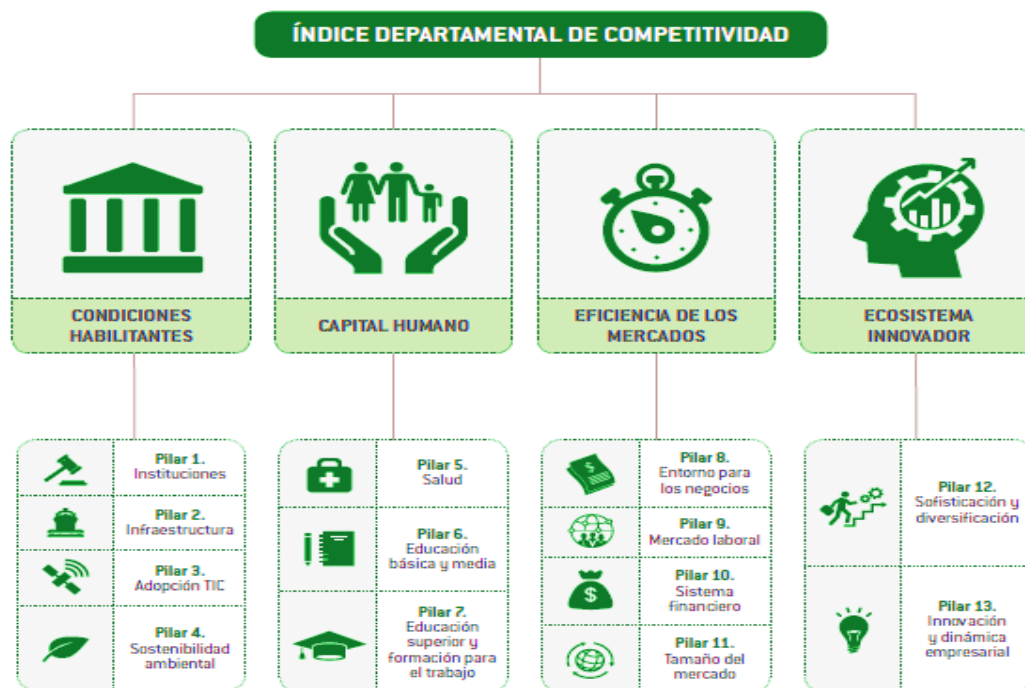 ÍNDICE DEPARTAMENTAL DE COMPETITIVIDAD
CONDICIONES
HABILITANTES
CAPITAL HUMANO
EFICIENCIA DE LOS
MERCADOS
ECOSISTEMA
INNOVADOR
Pilar 1.
Instituciones
Pilar 2.
Infraestructura
Pilar 3.
Adopción TIC
Pilar 4.
Sostenibilidad
ambiental
Pilar 5.
Salud
Pilar 6.
Educación
básica y media
Pilar 7.
Educación
superior y
formación para
el trabajo
Pilar 8.
Entorno para
los negocios
Pilar 9.
Mercado laboral
Pilar 10.
Sistema
financiero
Pilar 11.
Tamaño del
mercado
Pilar 12.
Sofisticación y
diversificación
Pilar 13.
Innovación
y dinámica
empresarial